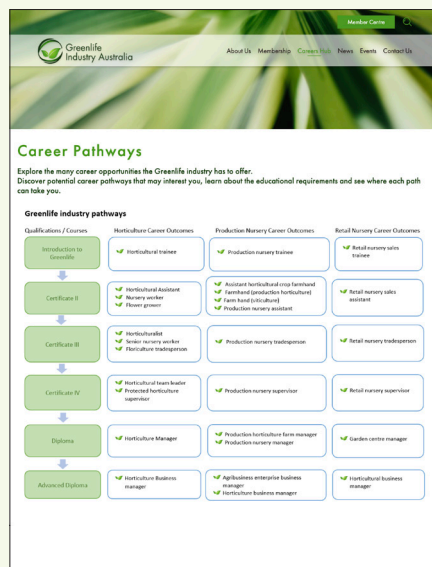 Member Centre
Greenlife
Industry Australia
About Us Membership Careers Hub News Events Contact Us
Career Pathways
Explore the many career opportunities the Greenlife industry has to offer.
Discover potential career pathways that may interest you, learn about the educational requirements and see where each path
can take you.
Greenlife industry pathways
Qualifications / Courses Horticulture Career Outcomes Production Nursery Career Outcomes Retail Nursery Career Outcomes
Introduction to
Greenlife
Horticultural trainee
Production nursery trainee
Retail nursery sales
trainee
Certificate II
Horticultural Assistant
Nursery worker
Flower grower
Assistant horticultural crop farmhand
Farmhand (production horticulture)
Farm hand (viticulture)
Production nursery assistant
Retail nursery sales
assistant
Certificate III
Horticulturalist
Senior nursery worker
Floriculture tradesperson
Production nursery tradesperson
Retail nursery tradesperson
Certificate IV
Horticultural team leader
Protected horticulture
supervisor
Production nursery supervisor
Retail nursery supervisor
Diploma
Horticulture Manager
Production horticulture farm manager
Production nursery manager
Garden centre manager
Advanced Diploma
Horticulture Business
manager
Agribusiness enterprise business
manager
Horticulture business manager
Horticultural business
manager